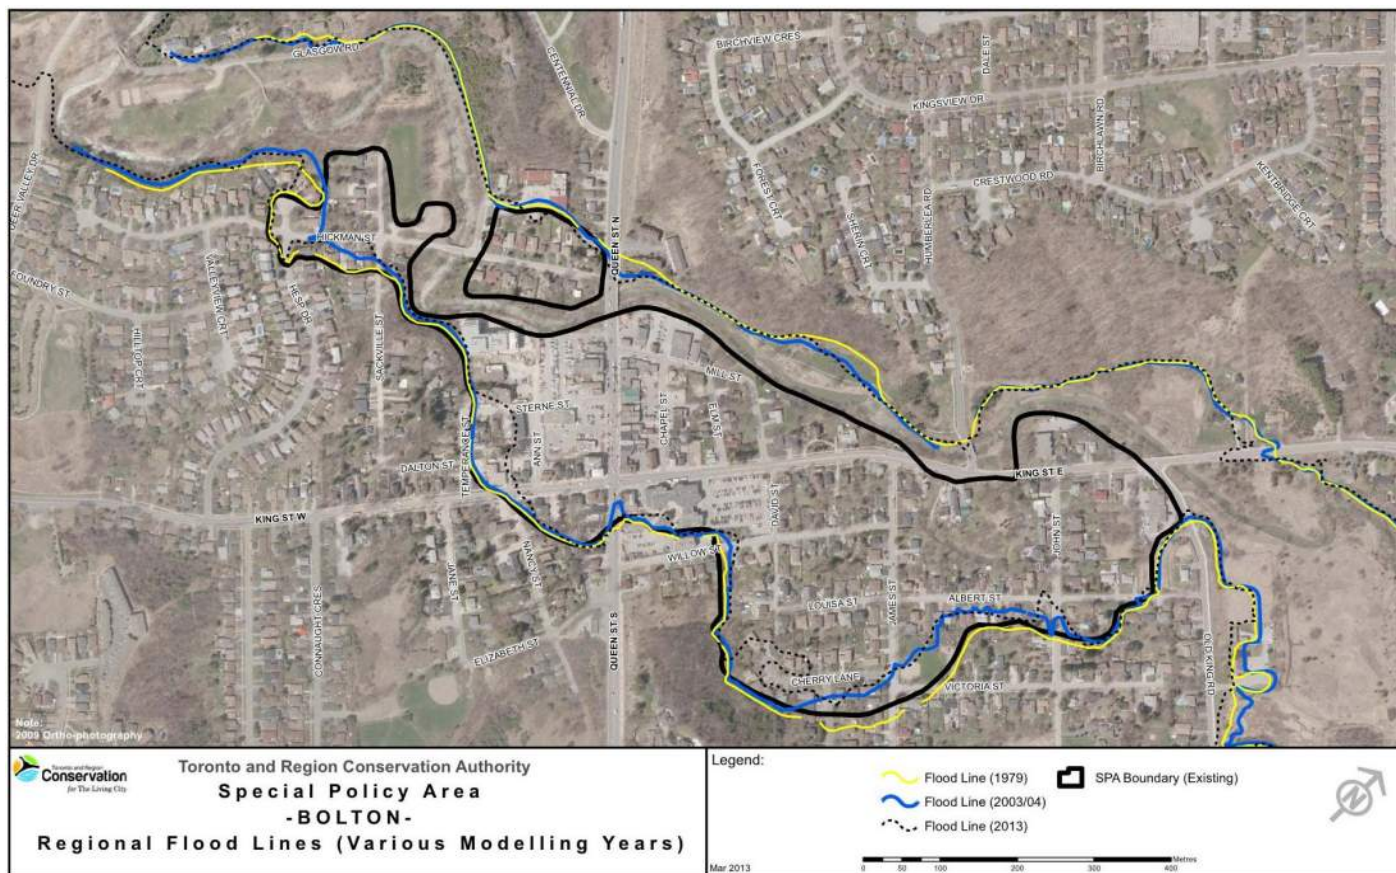 GLASGOW RD
CENTENNIAL DR
BIRCHVIEW CRES
DALE ST
KINGSVIEW DR
BIRCHLAWN RD
DEER VALLEY DR
FOREST CRT
CRESTWOOD RD
KENTBRIDGE CRT
SHERIN CRT
HUMBERLEA RD
HICKMAN ST
QUEEN ST N
VALLEYVIEW CRT
HESP DR
HILLTOP CRT
SACKVILLE ST
MILL ST
STERNE ST
CHAPEL ST
ELM ST
TEMPERANCE ST
ANN ST
DALTON ST
KING ST E
KING ST W
DAVID ST
JOHN ST
NANCY ST
WILLOW ST
JANE ST
LOUISA ST
JAMES ST
ALBERT ST
CONNAUGHT CRES
ELIZABETH ST
QUEEN ST S
CHERRY LANE
VICTORIA ST
OLD KING RD
Note:
2009 Ortho-photography
Toronto and Region
Conservation
for The Living City
Toronto and Region Conservation Authority
Special Policy Area
-BOLTON-
Regional Flood Lines (Various Modelling Years)
Legend:
Flood Line (1979)
SPA Boundary (Existing)
Flood Line (2003/04)
Flood Line (2013)
N
Mar 2013
Metres
0 50 100 200 300 400